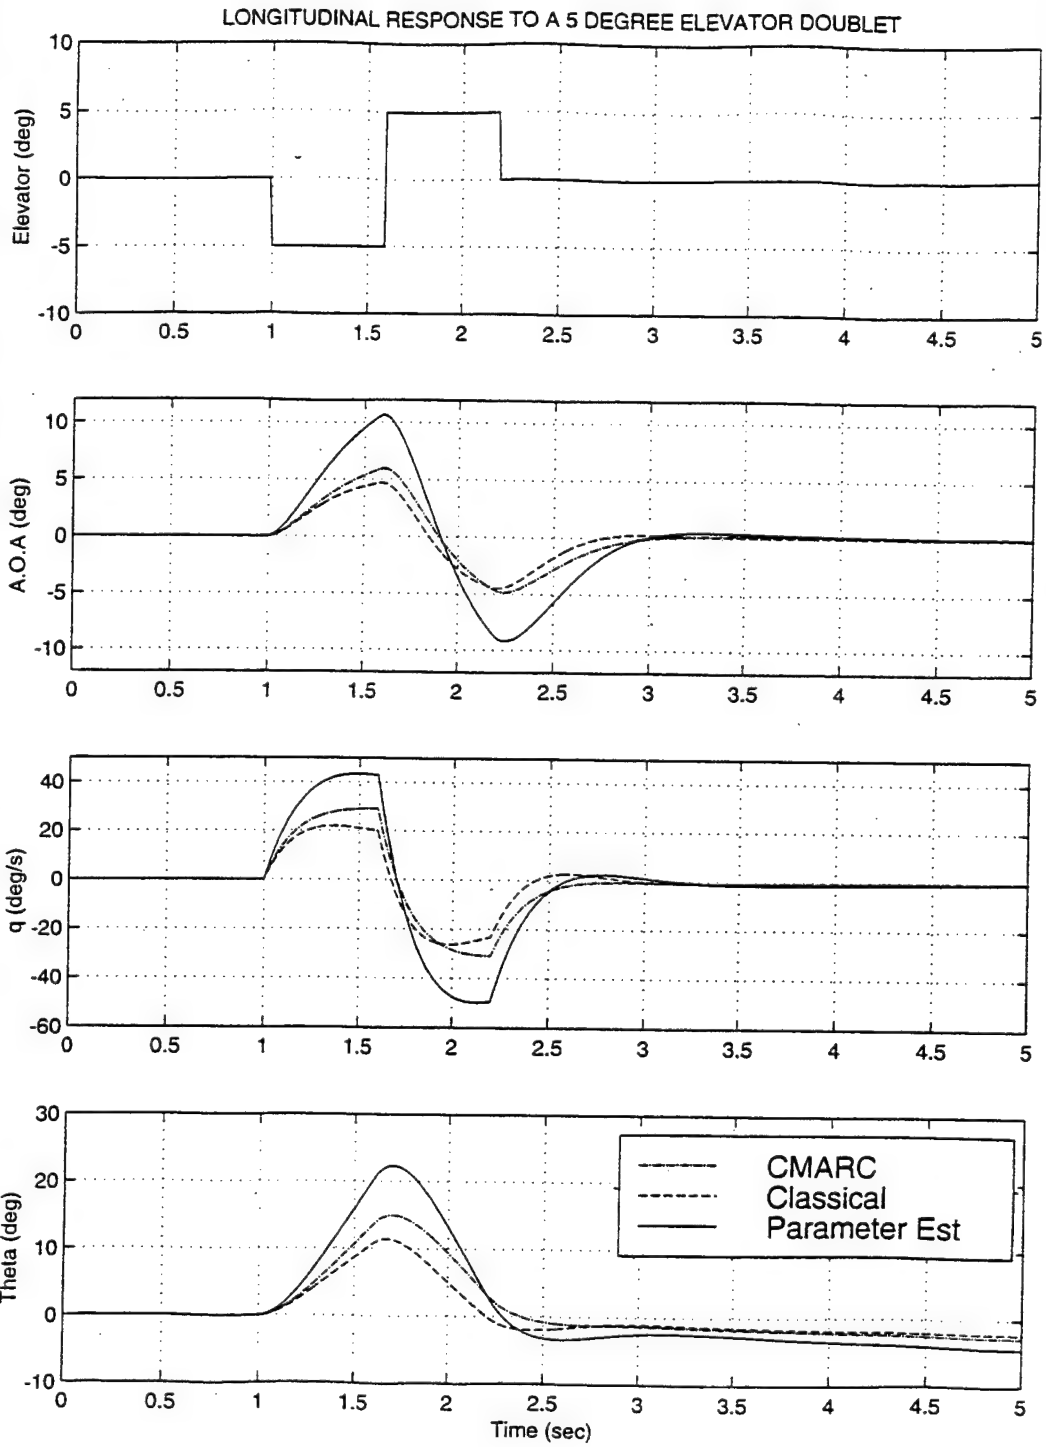 LONGITUDINAL RESPONSE TO A 5 DEGREE ELEVATOR DOUBLET
10
5
0
-5
-10
Elevator (deg)
0 0.5 1 1.5 2 2.5 3 3.5 4 4.5 5
10
5
0
-5
-10
A.O.A (deg)
0 0.5 1 1.5 2 2.5 3 3.5 4 4.5 5
40
20
0
-20
-40
-60
q (deg/s)
0 0.5 1 1.5 2 2.5 3 3.5 4 4.5 5
30
20
10
0
-10
Theta (deg)
CMARC
Classical
Parameter Est
0 0.5 1 1.5 2 2.5 3 3.5 4 4.5 5
Time (sec)